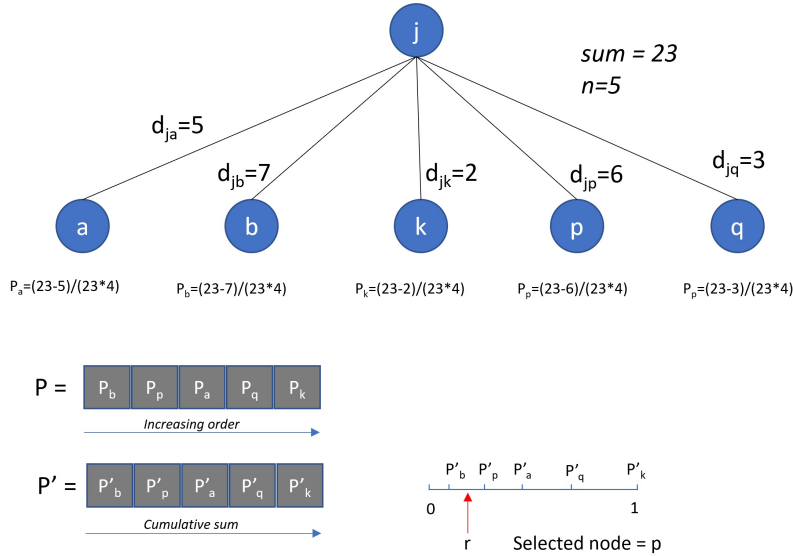 j
sum = 23
n=5
d_ja=5
d_jb=7
d_jk=2
d_jp=6
d_jq=3
a b k p q
P_a=(23-5)/(23*4) P_b=(23-7)/(23*4) P_k=(23-2)/(23*4) P_p=(23-6)/(23*4) P_p=(23-3)/(23*4)
P = P_b P_p P_a P_q P_k
Increasing order
P' = P'_b P'_p P'_a P'_q P'_k
Cumulative sum
P'_b P'_p P'_a P'_q P'_k
0 1
r Selected node = p